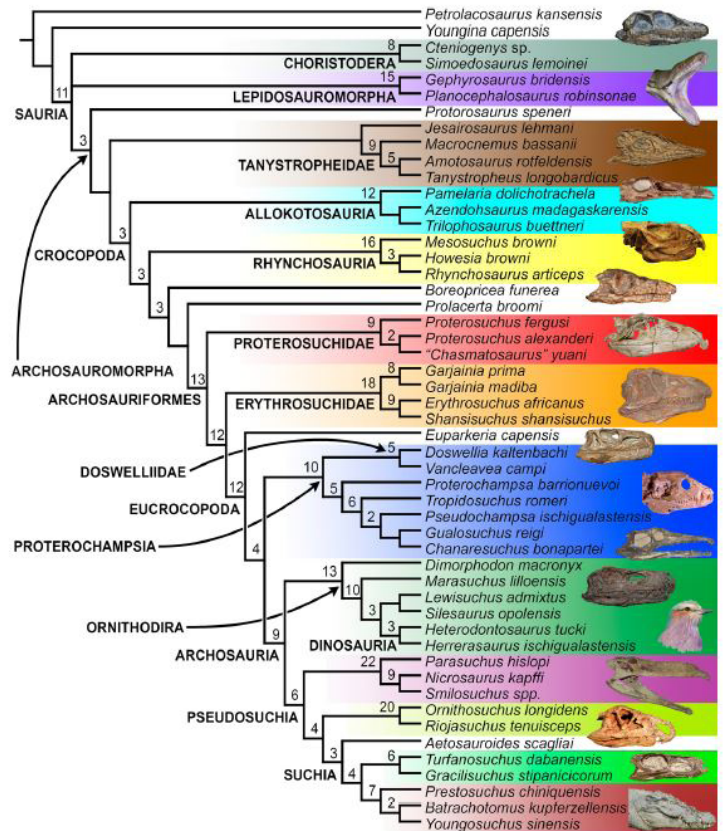 Petrolacosaurus kansensis
Youngina capensis
8 Cteniogenys sp.
CHORISTODERA Simoedosaurus lemoinei
11 15 Gephyrosaurus bridensis
SAURIA LEPIDOSAUROMORPHA Planocephalosaurus robinsonae
Protorosaurus speneri
3 Jesairosaurus lehmani
9 Macrocnemus bassanii
TANYSTROPHEIDAE 5 Amotosaurus rotfeldensis
Tanystropheus longobardicus
12 Pamelaria dolichotrachela
ALLOKOTOSAURIA Azendohsaurus madagaskarensis
3 Trilophosaurus buettneri
CROCOPODA 16 Mesosuchus browni
3 RHYNCHOSAURIA 3 Howesia browni
Rhynchosaurus articeps
3 Boreopricea funerea
Prolacerta broomi
9 Proterosuchus fergusi
PROTEROSUCHIDAE 2 Proterosuchus alexanderi
"Chasmatosaurus" yuani
ARCHOSAUROMORPHA 13
ARCHOSAURIFORMES 8 Garjainia prima
18 Garjainia madiba
ERYTHROSUCHIDAE 9 Erythrosuchus africanus
Shansisuchus shansisuchus
12 Euparkeria capensis
DOSWELLIIDAE 5 Doswellia kaltenbachi
12 10 Vancleavea campi
EUCROCOPODA 5 Proterochampsa barrionuevoi
6 Tropidosuchus romeri
2 Pseudochampsa ischigualastensis
PROTEROCHAMPSIA 4 Gualosuchus reigi
Chanaresuchus bonapartei
13 Dimorphodon macronyx
10 Marasuchus lilloensis
3 Lewisuchus admixtus
Silesaurus opolensis
ORNITHODIRA 3 Heterodontosaurus tucki
9 DINOSAURIA Herrerasaurus ischigualastensis
ARCHOSAURIA 22 Parasuchus hislopi
6 9 Nicrosaurus kapffi
Smilosuchus spp.
PSEUDOSUCHIA 20 Ornithosuchus longidens
4 Riojasuchus tenuisceps
3 Aetosauroides scagliai
SUCHIA 6 Turfanosuchus dabanensis
4 Gracilisuchus stipanicicorum
7 Prestosuchus chiniquensis
2 Batrachotomus kupferzellensis
Youngosuchus sinensis